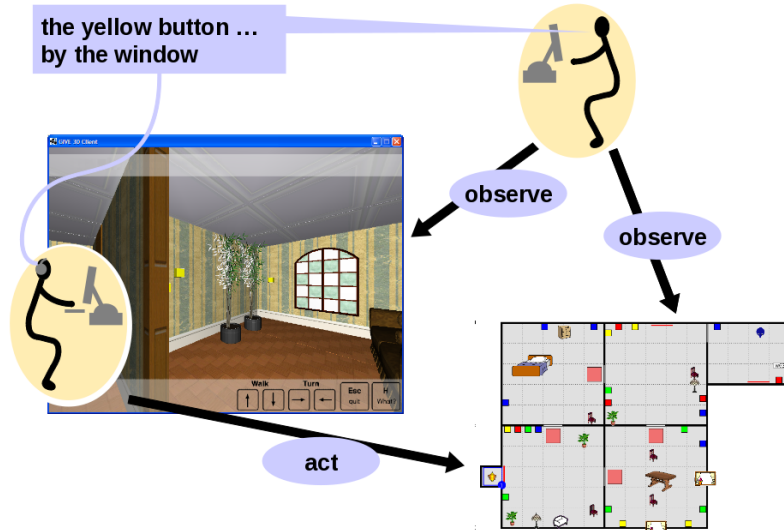 the yellow button …
by the window
GIVE 3D Client
observe
observe
Walk
Turn
Esc
quit
H
What?
act